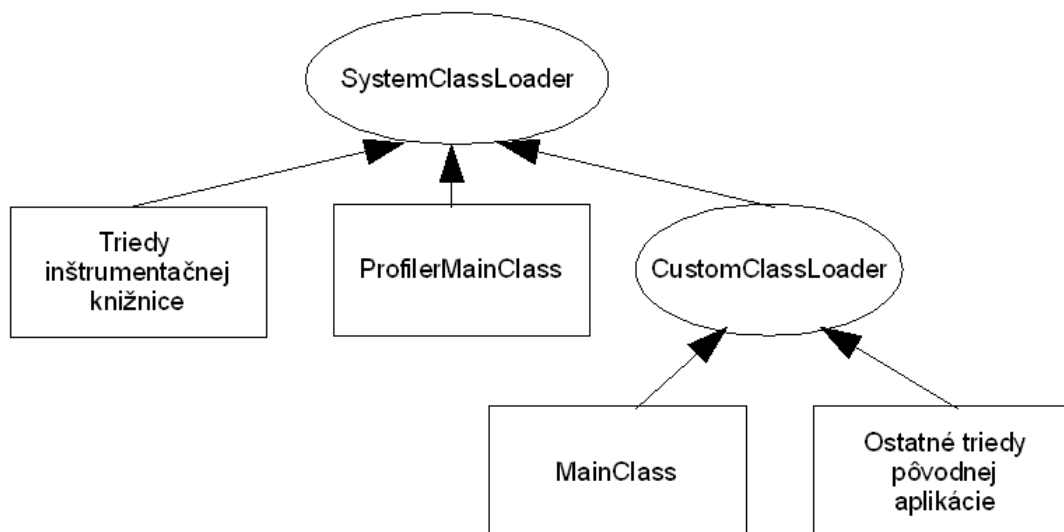 SystemClassLoader
Triedy
inštrumentačnej
knižnice
ProfilerMainClass
CustomClassLoader
MainClass
Ostatné triedy
pôvodnej
aplikácie